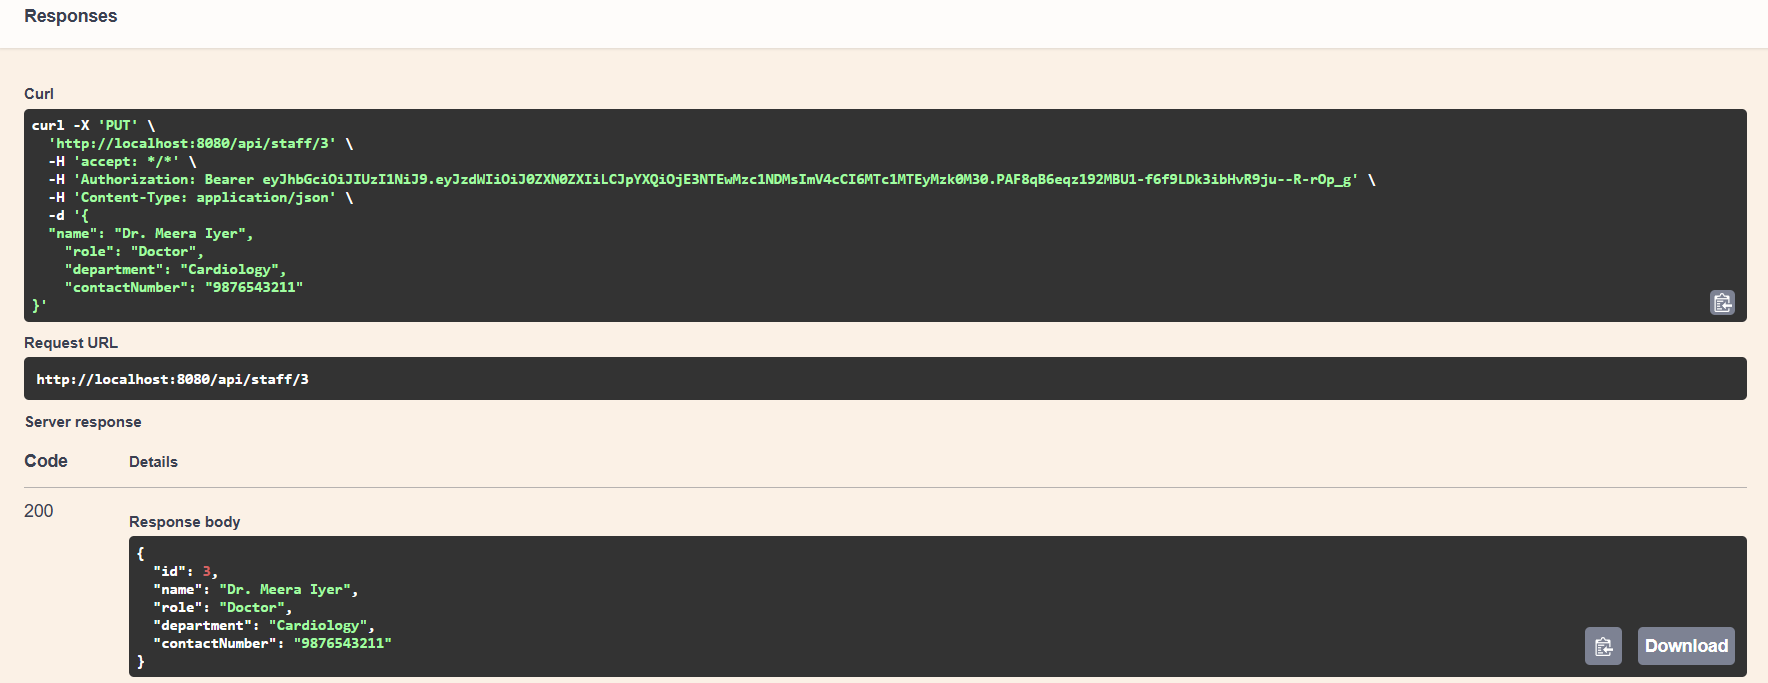 Responses
Curl
curl -X 'PUT' \
'http://localhost:8080/api/staff/3' \
-H 'accept: */*' \
-H 'Authorization: Bearer eyJhbGciOiJIUzI1NiJ9.eyJzdWIiOiJ0ZXN0ZXIiLCJpYXQiOjE3NTEwMzc1NDMsImV4cCI6MTc1MTEyMzk0M30.PAF8qB6eqz192MBU1-f6f9LDk3ibHvR9ju--R-rOp_g' \
-H 'Content-Type: application/json' \
-d '{
"name": "Dr. Meera Iyer",
"role": "Doctor",
"department": "Cardiology",
"contactNumber": "9876543211"
}'
Request URL
http://localhost:8080/api/staff/3
Server response
Code Details
200
Response body
{
"id": 3,
"name": "Dr. Meera Iyer",
"role": "Doctor",
"department": "Cardiology",
"contactNumber": "9876543211"
}
Download